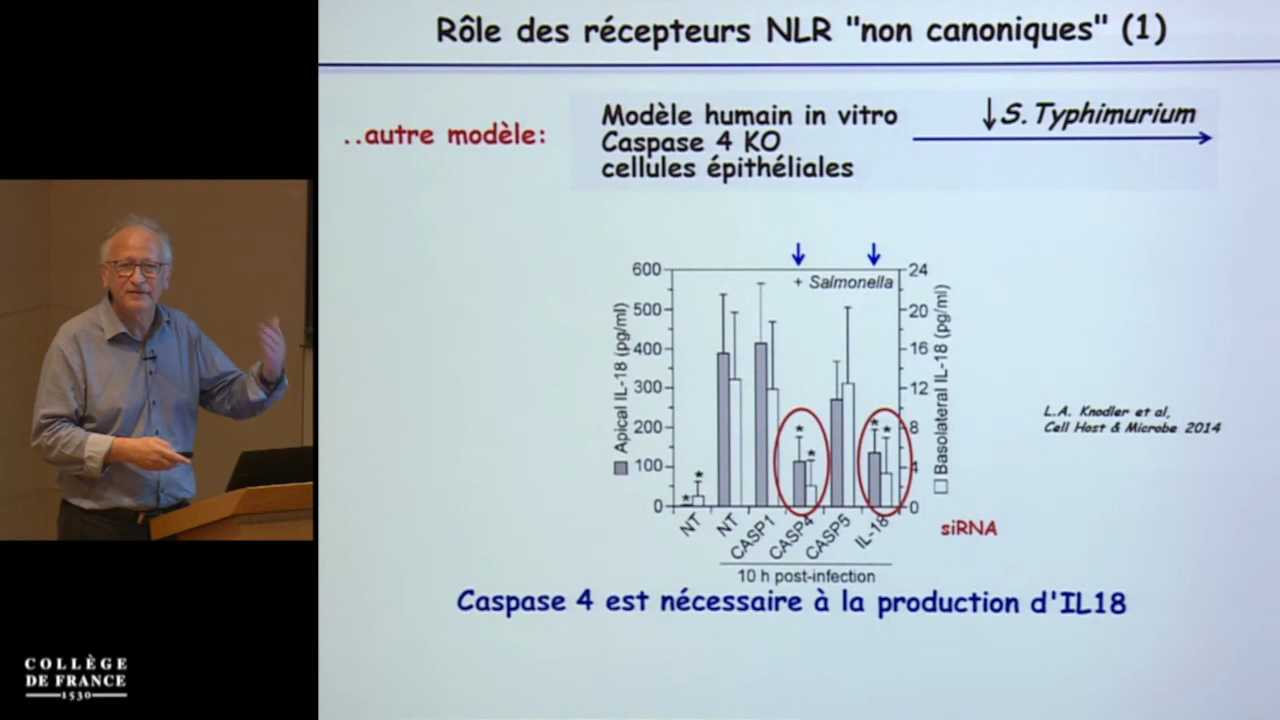 Rôle des récepteurs NLR "non canoniques" (1)
..autre modèle:
Modèle humain in vitro
Caspase 4 KO
cellules épithéliales
↓S. Typhimurium
+ Salmonella
600
500
400
300
200
100
0
Apical IL-18 (pg/ml)
24
20
16
12
8
4
0
Basolateral IL-18 (pg/ml)
* * * * * *
NT NT CASP1 CASP4 CASP5 IL-18
siRNA
10 h post-infection
L.A. Knodler et al,
Cell Host & Microbe 2014
Caspase 4 est nécessaire à la production d'IL18
COLLÈGE
DE FRANCE
1530